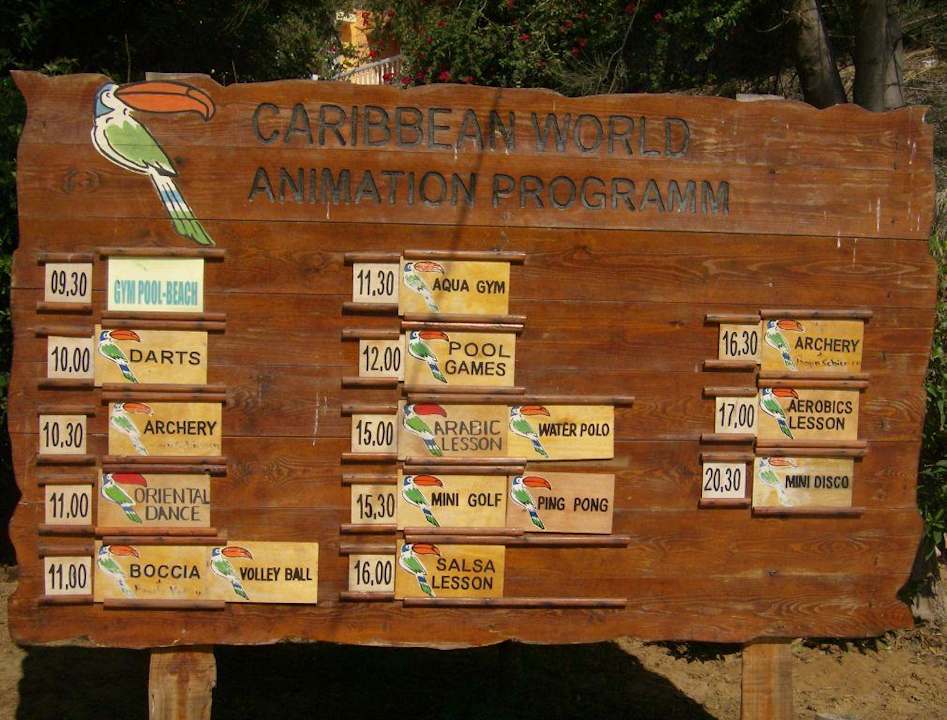 CARIBBEAN WORLD
ANIMATION PROGRAMM
09,30 GYM POOL-BEACH
10,00 DARTS
10,30 ARCHERY
11,00 ORIENTAL
DANCE
11,00 BOCCIA VOLLEY BALL
11,30 AQUA GYM
12,00 POOL
GAMES
15,00 ARABIC
LESSON WATER POLO
15,30 MINI GOLF PING PONG
16,00 SALSA
LESSON
16,30 ARCHERY
17,00 AEROBICS
LESSON
20,30 MINI DISCO